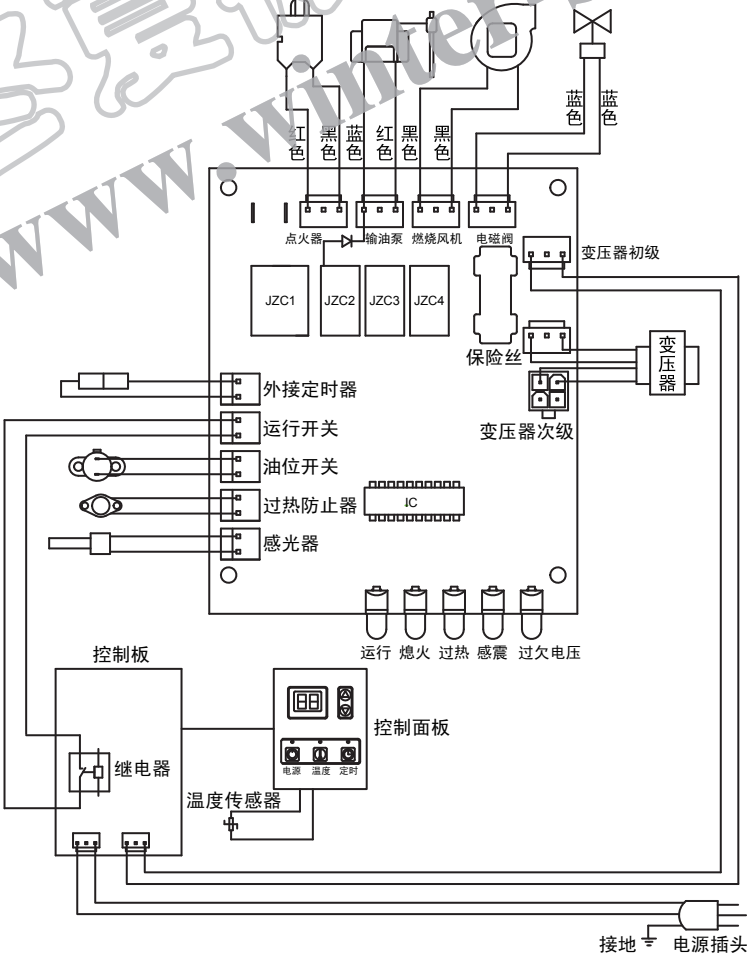 www.winter
红色 黑色 蓝色 红色 黑色 黑色 蓝色 蓝色
点火器 输油泵 燃烧风机 电磁阀
变压器初级
JZC1 JZC2 JZC3 JZC4
保险丝
变压器
外接定时器
变压器次级
运行开关
油位开关
过热防止器
IC
感光器
运行 熄火 过热 感震 过欠电压
控制板
控制面板
继电器
电源 温度 定时
温度传感器
接地 电源插头